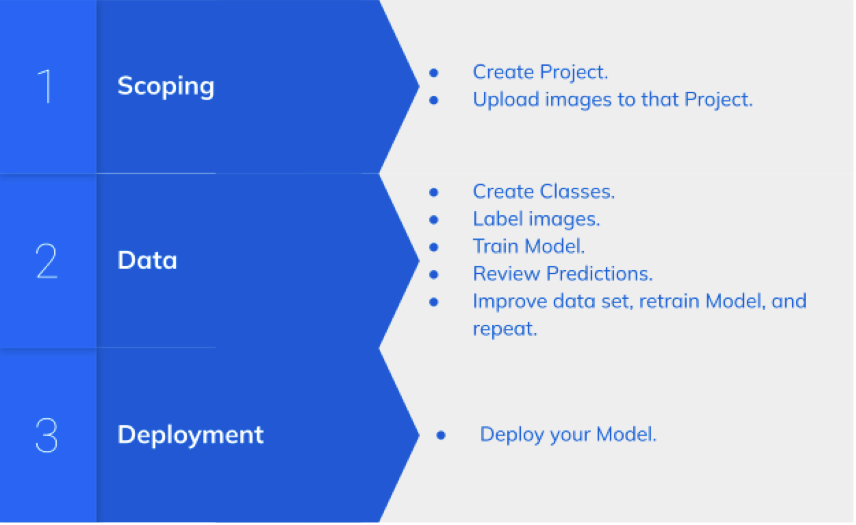 1
Scoping
● Create Project.
● Upload images to that Project.
2
Data
● Create Classes.
● Label images.
● Train Model.
● Review Predictions.
● Improve data set, retrain Model, and
repeat.
3
Deployment
● Deploy your Model.